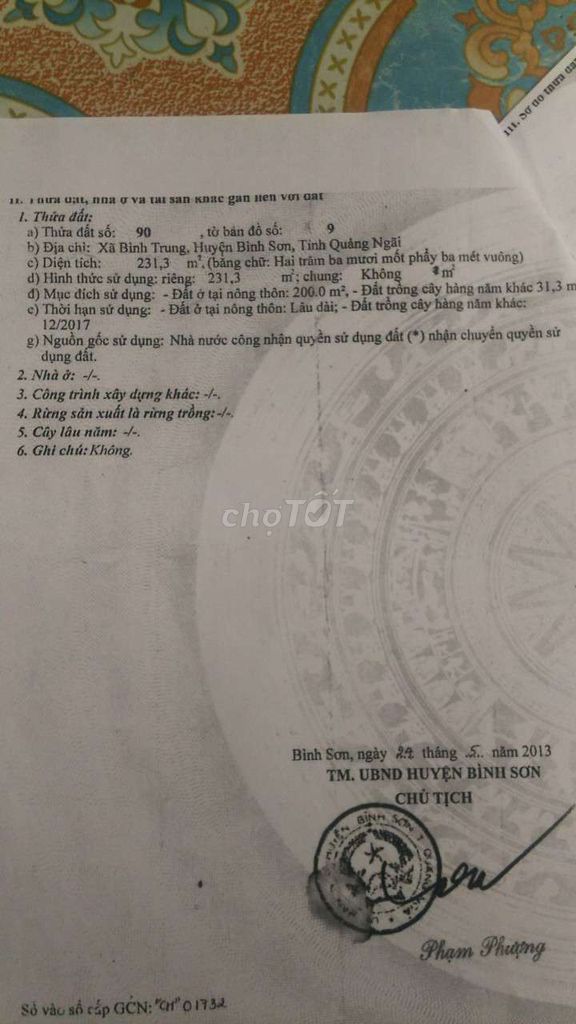 III. Sơ đồ thửa đất
II. Thửa đất, nhà ở và tài sản khác gắn liền với đất
1. Thửa đất:
a) Thửa đất số: 90 , tờ bản đồ số: 9
b) Địa chỉ: Xã Bình Trung, Huyện Bình Sơn, Tỉnh Quảng Ngãi
c) Diện tích: 231,3 m², (bằng chữ: Hai trăm ba mươi mốt phẩy ba mét vuông)
d) Hình thức sử dụng: riêng: 231,3 m²; chung: Không m²
đ) Mục đích sử dụng: - Đất ở tại nông thôn: 200.0 m², - Đất trồng cây hàng năm khác 31,3 m
e) Thời hạn sử dụng: - Đất ở tại nông thôn: Lâu dài; - Đất trồng cây hàng năm khác:
12/2017
g) Nguồn gốc sử dụng: Nhà nước công nhận quyền sử dụng đất (*) nhận chuyển quyền sử
dụng đất.
2. Nhà ở: -/-.
3. Công trình xây dựng khác: -/-.
4. Rừng sản xuất là rừng trồng:-/-.
5. Cây lâu năm: -/-.
6. Ghi chú: Không.
chợTỐT
Bình Sơn, ngày 22 tháng .5.. năm 2013
TM. UBND HUYỆN BÌNH SƠN
CHỦ TỊCH
HUYỆN BÌNH SƠN T. QUẢNG NGÃI
Phạm Phượng
Số vào sổ cấp GCN: "CH" 01732